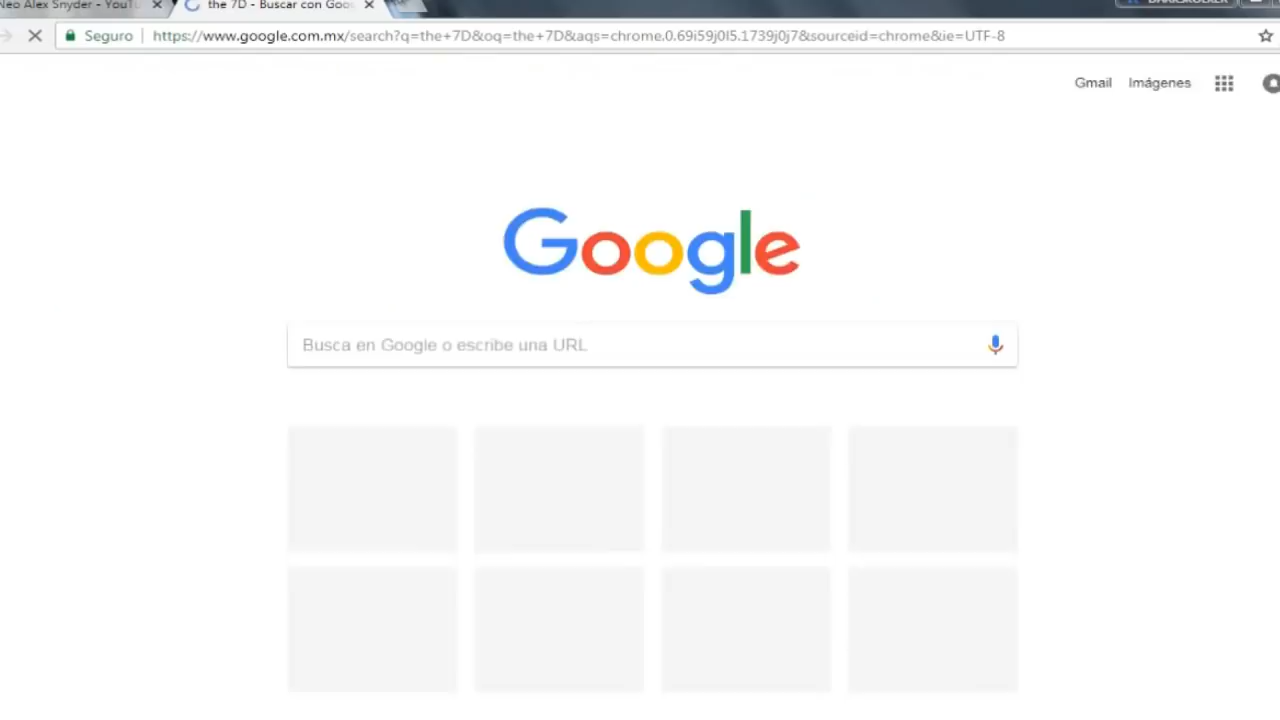 Neo Alex Snyder - YouTu
the 7D - Buscar con Goo
Seguro
https://www.google.com.mx/search?q=the+7D&oq=the+7D&aqs=chrome.0.69i59j0l5.1739j0j7&sourceid=chrome&ie=UTF-8
Gmail Imágenes
Google
Busca en Google o escribe una URL